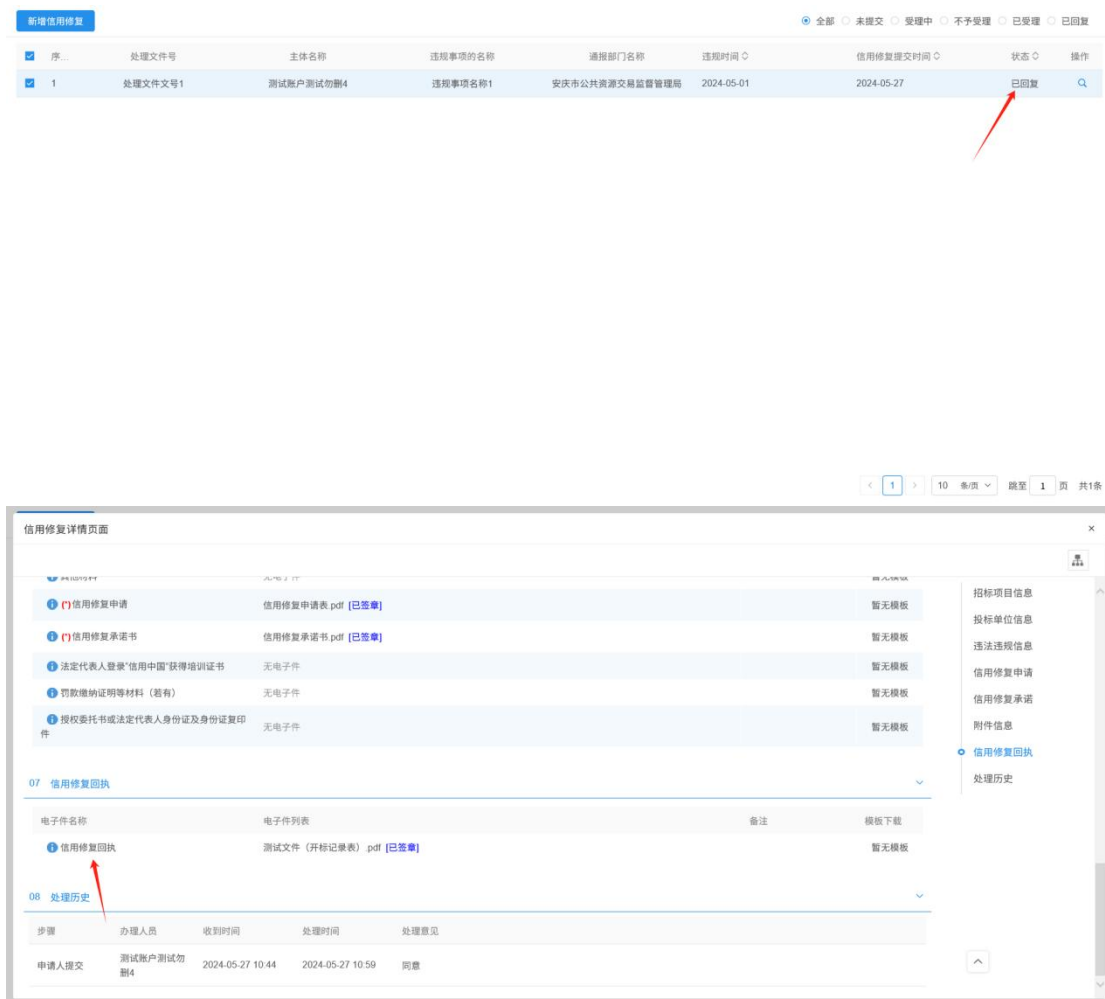 新增信用修复 全部 未提交 受理中 不予受理 已受理 已回复
序... 处理文件号 主体名称 违规事项的名称 通报部门名称 违规时间 信用修复提交时间 状态 操作
1 处理文件文号1 测试账户测试勿删4 违规事项名称1 安庆市公共资源交易监督管理局 2024-05-01 2024-05-27 已回复
1 10 条/页 跳至 1 页 共1条
信用修复详情页面 ×
其他材料 无电子件 暂无模板
(*)信用修复申请 信用修复申请表.pdf [已签章] 暂无模板
(*)信用修复承诺书 信用修复承诺书.pdf [已签章] 暂无模板
法定代表人登录"信用中国"获得培训证书 无电子件 暂无模板
罚款缴纳证明等材料（若有） 无电子件 暂无模板
授权委托书或法定代表人身份证及身份证复印
件 无电子件 暂无模板
07 信用修复回执
电子件名称 电子件列表 备注 模板下载
信用修复回执 测试文件（开标记录表）.pdf [已签章] 暂无模板
08 处理历史
步骤 办理人员 收到时间 处理时间 处理意见
申请人提交 测试账户测试勿
删4 2024-05-27 10:44 2024-05-27 10:59 同意
招标项目信息
投标单位信息
违法违规信息
信用修复申请
信用修复承诺
附件信息
信用修复回执
处理历史